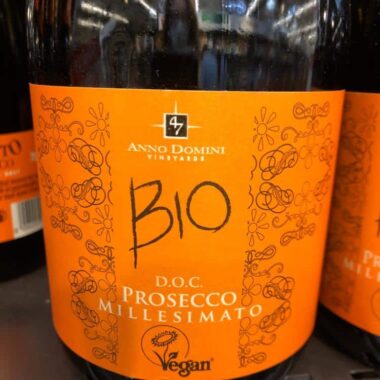 47
ANNO DOMINI
VINEYARDS
BIO
D.O.C.
PROSECCO
MILLESIMATO
Vegan